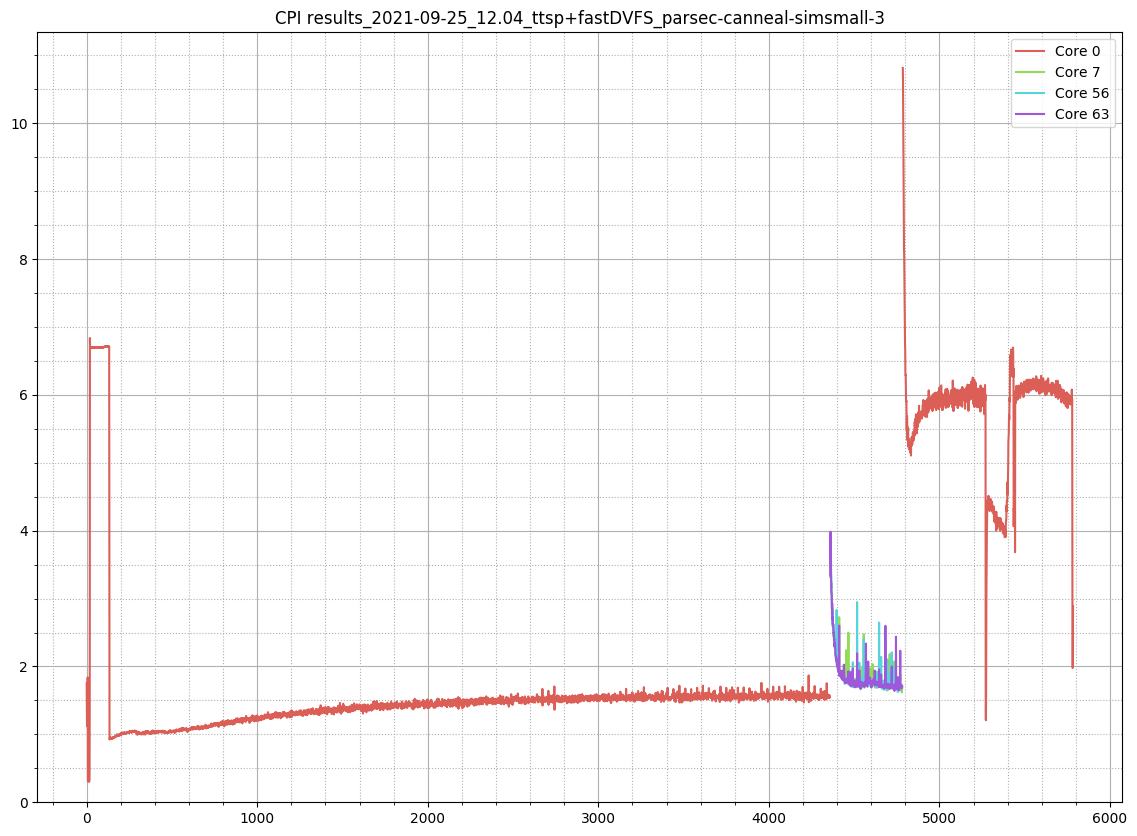 CPI results_2021-09-25_12.04_ttsp+fastDVFS_parsec-canneal-simsmall-3
Core 0
Core 7
Core 56
Core 63
10
8
6
4
2
0
0 1000 2000 3000 4000 5000 6000